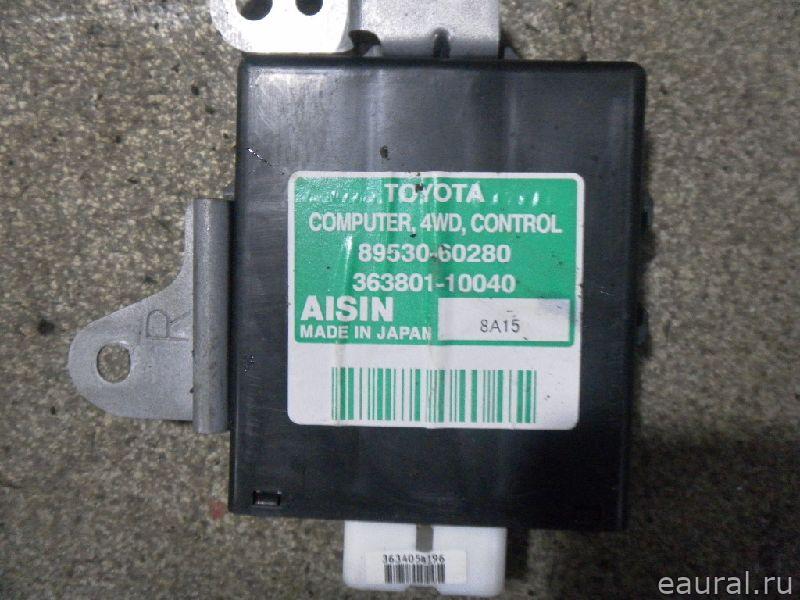 TOYOTA
COMPUTER, 4WD, CONTROL
89530-60280
363801-10040
AISIN
MADE IN JAPAN
8A15
R
363405a196
eaural.ru